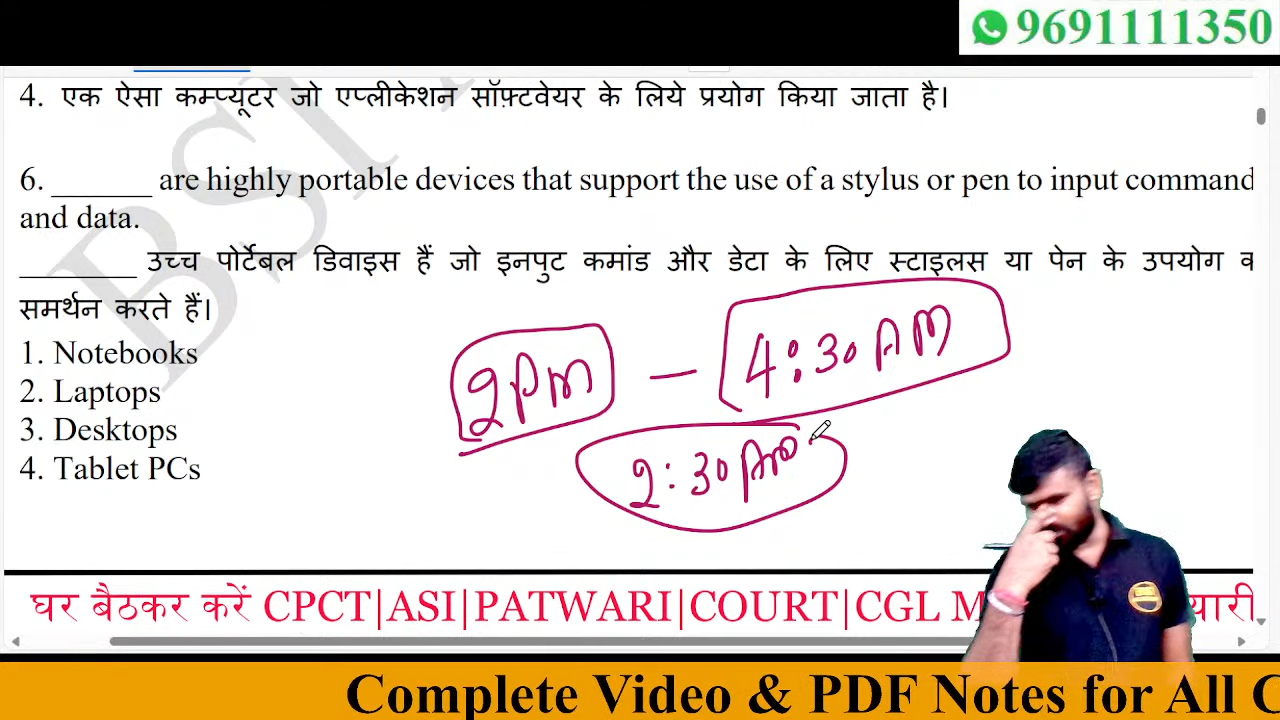 9691111350
4. एक ऐसा कम्प्यूटर जो एप्लीकेशन सॉफ़्टवेयर के लिये प्रयोग किया जाता है।
6. ______ are highly portable devices that support the use of a stylus or pen to input command
and data.
_______ उच्च पोर्टेबल डिवाइस हैं जो इनपुट कमांड और डेटा के लिए स्टाइलस या पेन के उपयोग क
समर्थन करते हैं।
1. Notebooks
2. Laptops
3. Desktops
4. Tablet PCs
2 PM — 4:30 AM
2:30
घर बैठकर करें CPCT|ASI|PATWARI|COURT|CGL M यारी
Complete Video & PDF Notes for All C